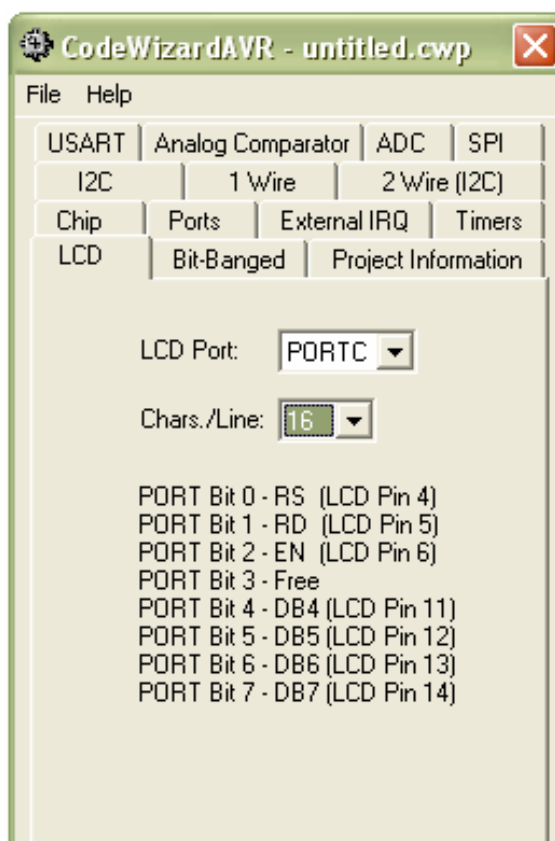 CodeWizardAVR - untitled.cwp
File Help
USART Analog Comparator ADC SPI
I2C 1 Wire 2 Wire (I2C)
Chip Ports External IRQ Timers
LCD Bit-Banged Project Information
LCD Port: PORTC
Chars./Line: 16
PORT Bit 0 - RS (LCD Pin 4)
PORT Bit 1 - RD (LCD Pin 5)
PORT Bit 2 - EN (LCD Pin 6)
PORT Bit 3 - Free
PORT Bit 4 - DB4 (LCD Pin 11)
PORT Bit 5 - DB5 (LCD Pin 12)
PORT Bit 6 - DB6 (LCD Pin 13)
PORT Bit 7 - DB7 (LCD Pin 14)